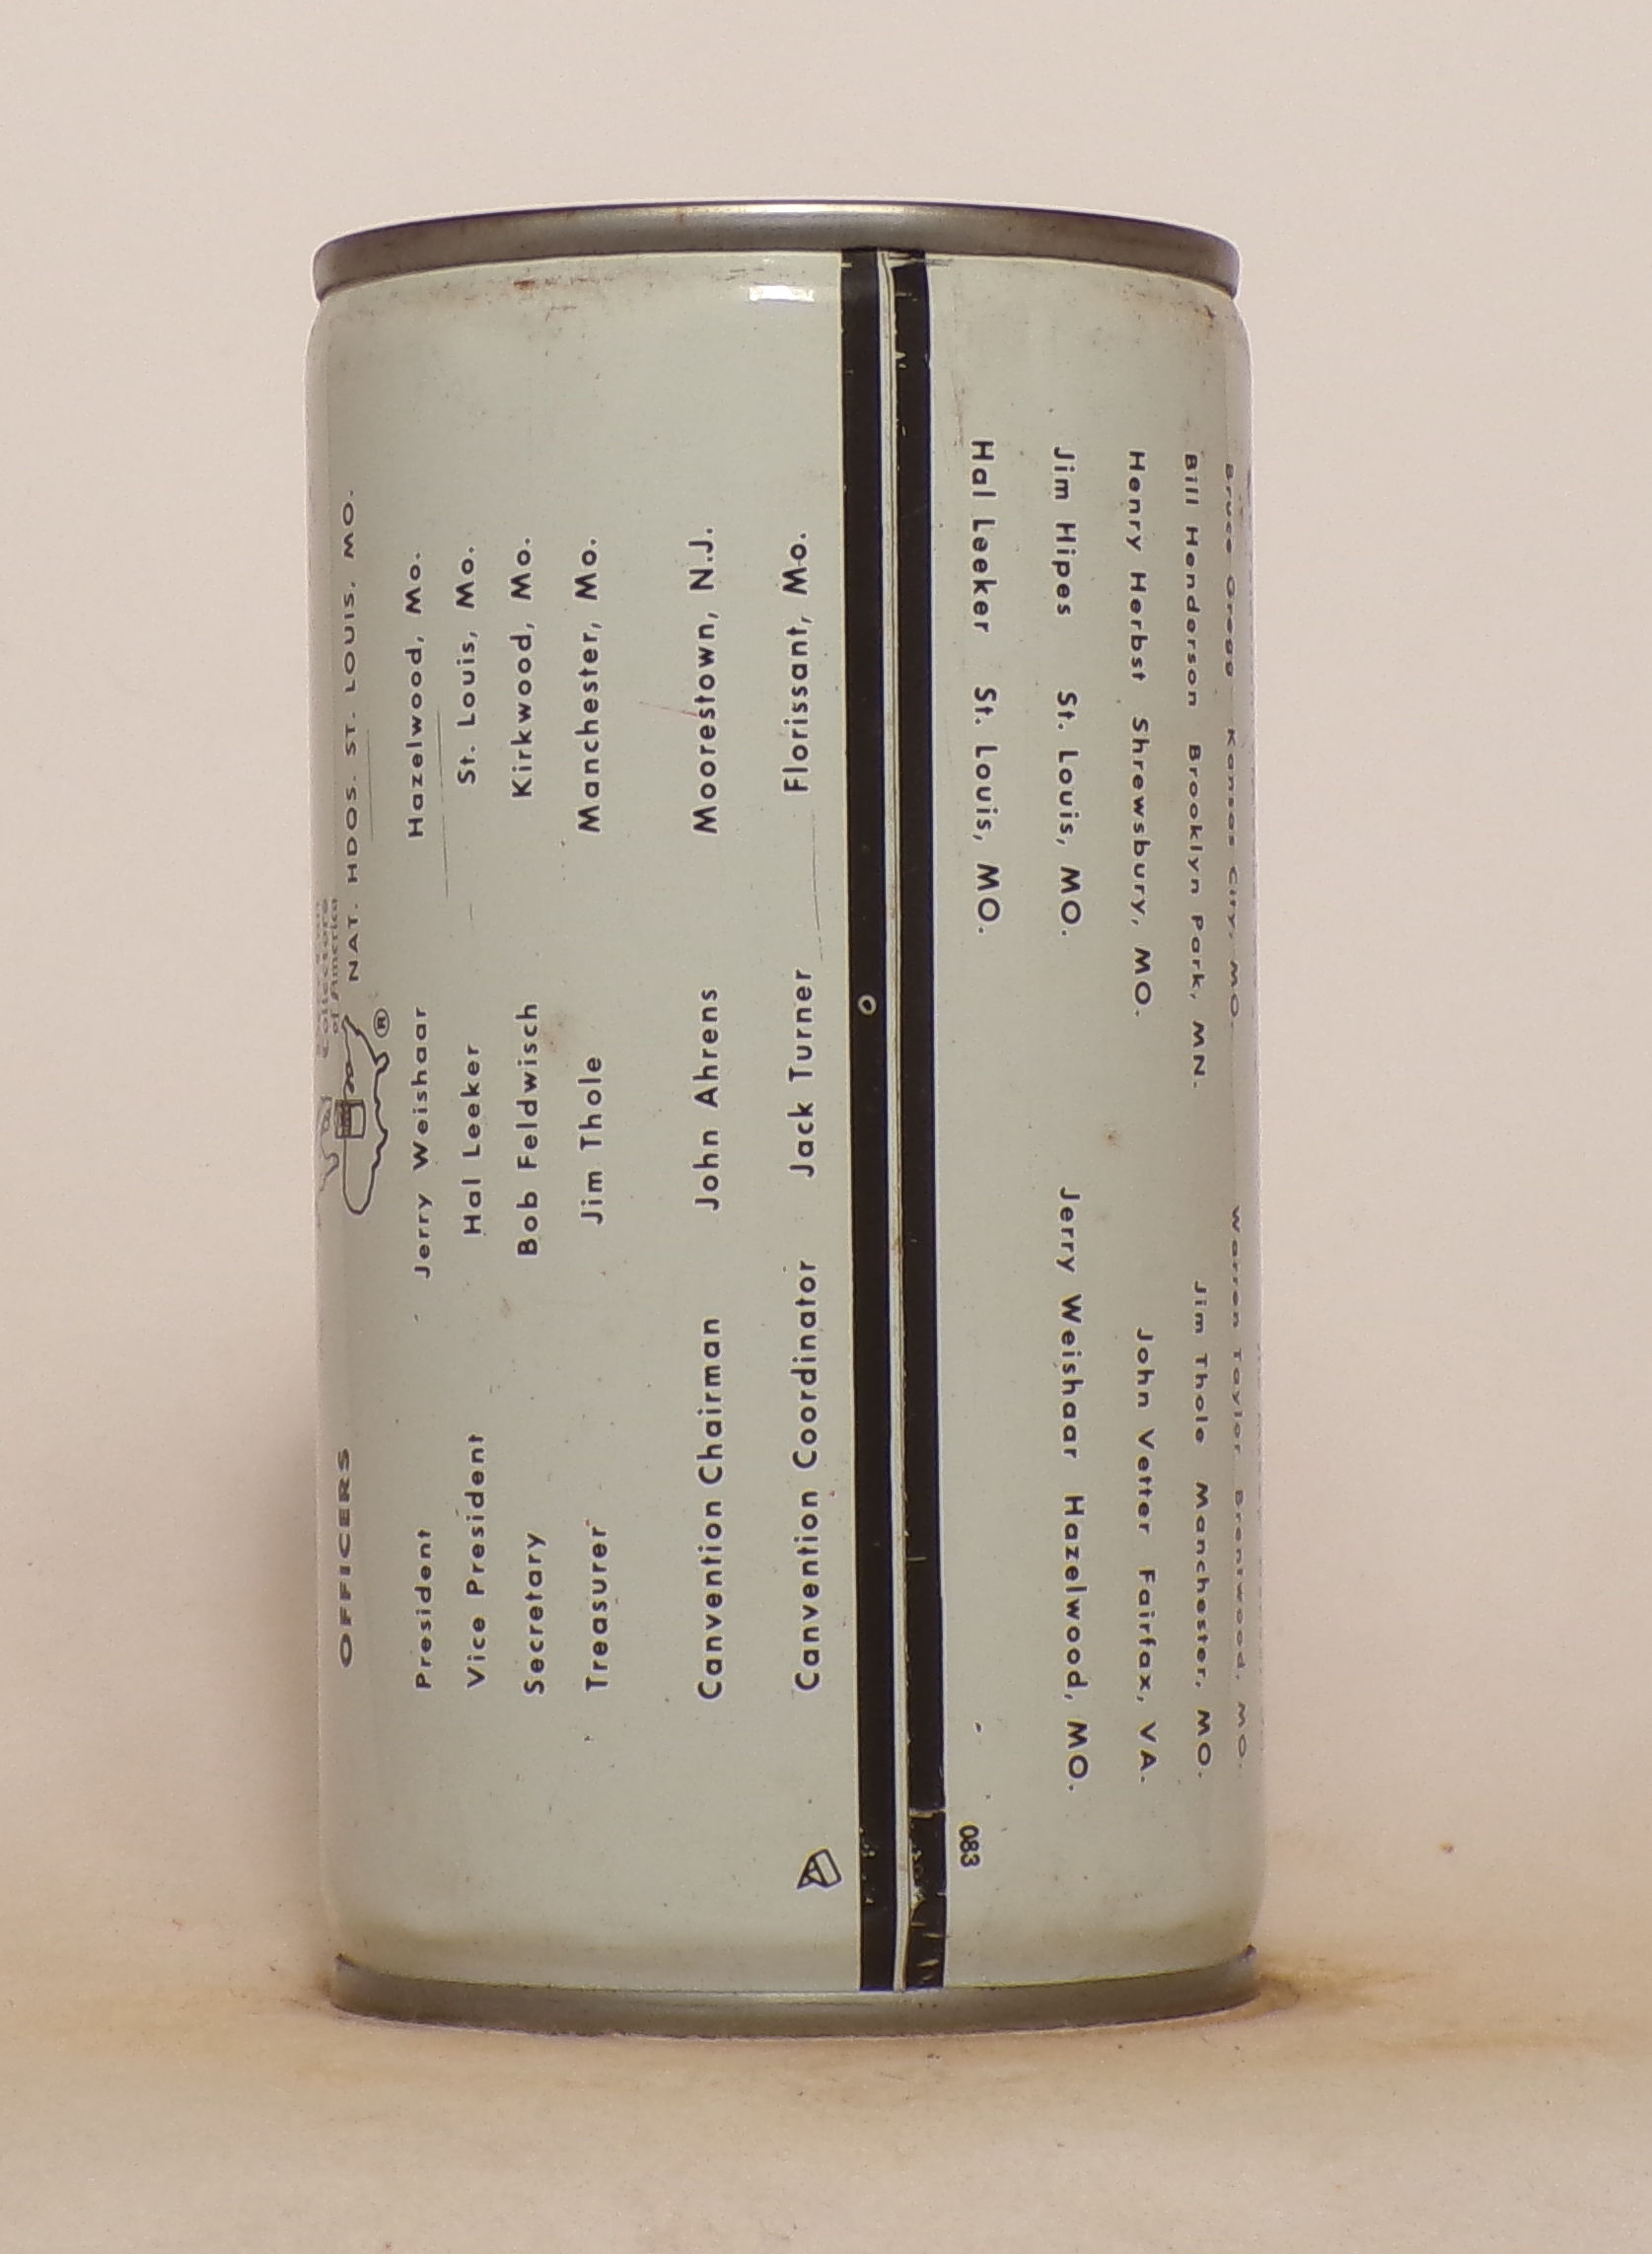 Collectors
of America
®
OFFICERS NAT. HDQS. ST. LOUIS, MO.
President Jerry Weishaar Hazelwood, Mo.
Vice President Hal Leeker St. Louis, Mo.
Secretary Bob Feldwisch Kirkwood, Mo.
Treasurer Jim Thole Manchester, Mo.
Canvention Chairman John Ahrens Moorestown, N.J.
Canvention Coordinator Jack Turner Florissant, Mo.
Bruce Gregg Kansas City, MO. Warren Taylor Brentwood, MO.
Bill Henderson Brooklyn Park, MN. Jim Thole Manchester, MO.
Henry Herbst Shrewsbury, MO. John Vetter Fairfax, VA.
Jim Hipes St. Louis, MO. Jerry Weishaar Hazelwood, MO.
Hal Leeker St. Louis, MO.
083